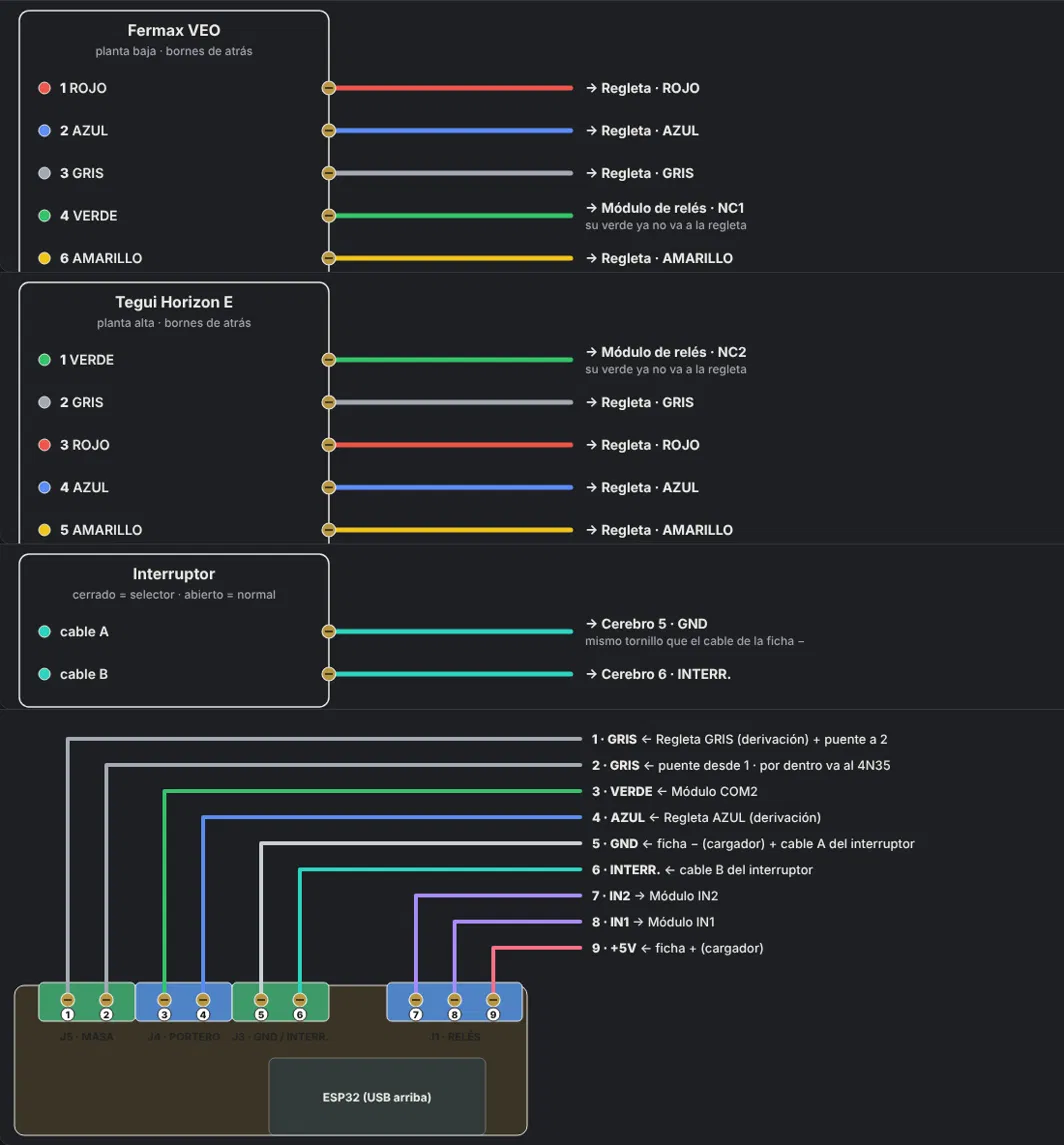 Fermax VEO
planta baja · bornes de atrás
1 ROJO
→ Regleta · ROJO
2 AZUL
→ Regleta · AZUL
3 GRIS
→ Regleta · GRIS
4 VERDE
→ Módulo de relés · NC1
su verde ya no va a la regleta
6 AMARILLO
→ Regleta · AMARILLO
Tegui Horizon E
planta alta · bornes de atrás
1 VERDE
→ Módulo de relés · NC2
su verde ya no va a la regleta
2 GRIS
→ Regleta · GRIS
3 ROJO
→ Regleta · ROJO
4 AZUL
→ Regleta · AZUL
5 AMARILLO
→ Regleta · AMARILLO
Interruptor
cerrado = selector · abierto = normal
cable A
→ Cerebro 5 · GND
mismo tornillo que el cable de la ficha −
cable B
→ Cerebro 6 · INTERR.
1 · GRIS ← Regleta GRIS (derivación) + puente a 2
2 · GRIS ← puente desde 1 · por dentro va al 4N35
3 · VERDE ← Módulo COM2
4 · AZUL ← Regleta AZUL (derivación)
5 · GND ← ficha − (cargador) + cable A del interruptor
6 · INTERR. ← cable B del interruptor
7 · IN2 → Módulo IN2
8 · IN1 → Módulo IN1
9 · +5V ← ficha + (cargador)
1 2 3 4 5 6 7 8 9
J5 · MASA J4 · PORTERO J3 · GND / INTERR. J1 · RELÉS
ESP32 (USB arriba)